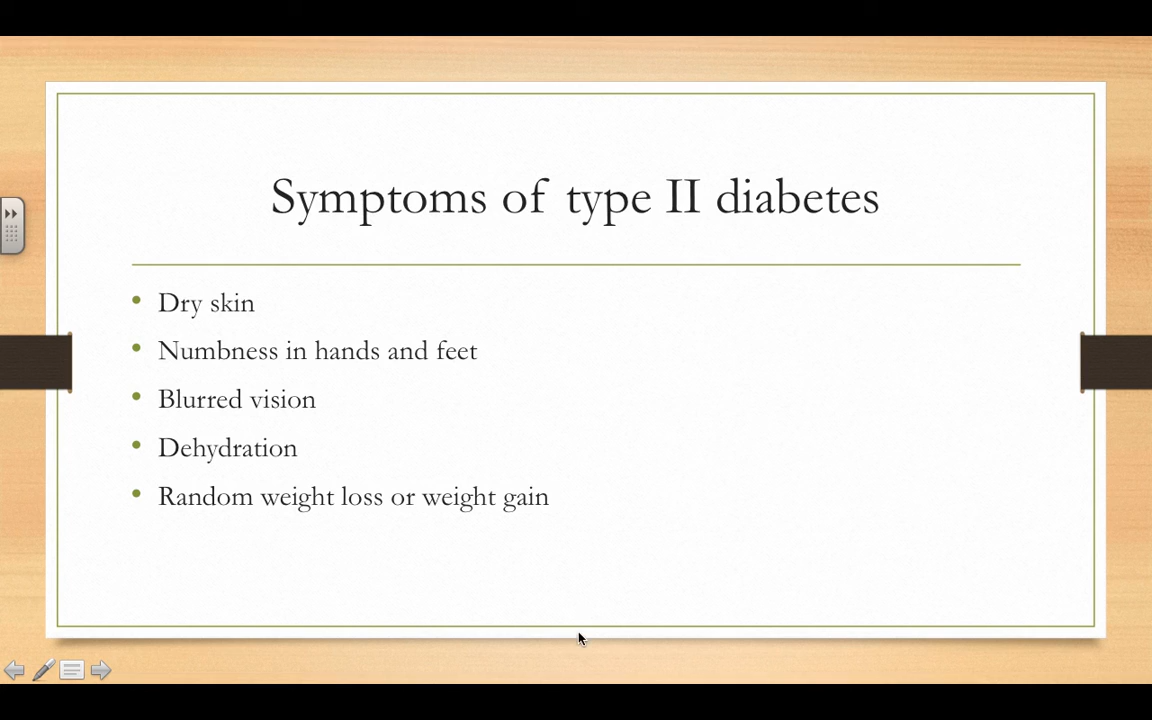 Symptoms of type II diabetes
Dry skin
Numbness in hands and feet
Blurred vision
Dehydration
Random weight loss or weight gain